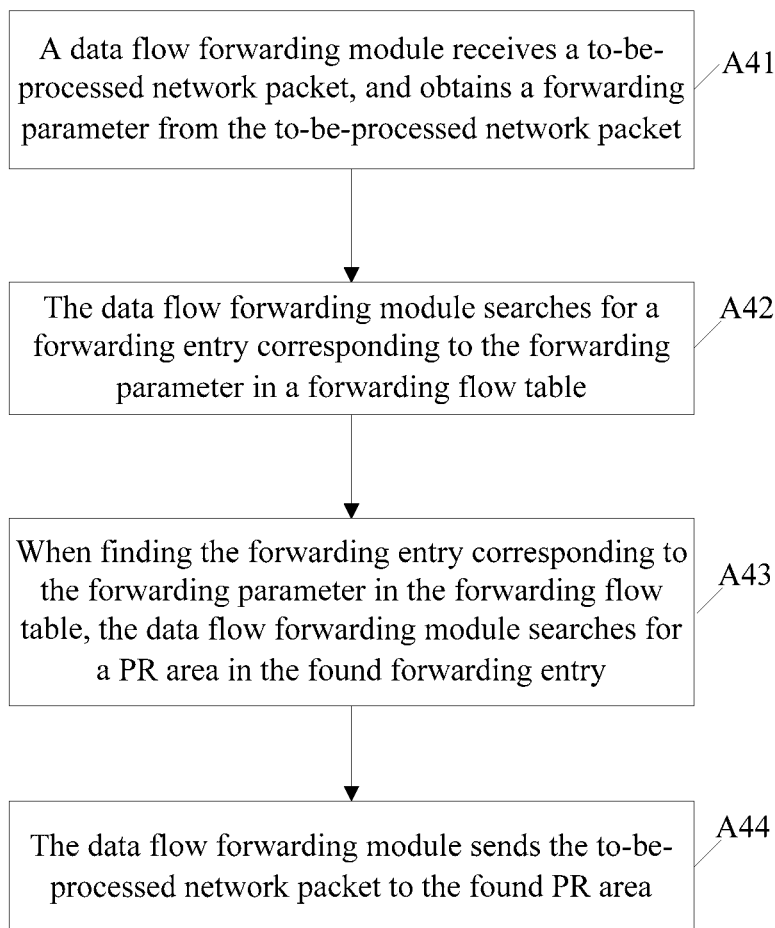 A data flow forwarding module receives a to-be-
processed network packet, and obtains a forwarding
parameter from the to-be-processed network packet
A41
The data flow forwarding module searches for a
forwarding entry corresponding to the forwarding
parameter in a forwarding flow table
A42
When finding the forwarding entry corresponding to
the forwarding parameter in the forwarding flow
table, the data flow forwarding module searches for
a PR area in the found forwarding entry
A43
The data flow forwarding module sends the to-be-
processed network packet to the found PR area
A44